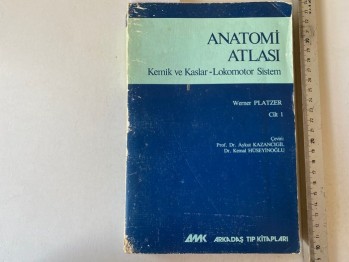 ANATOMİ
ATLASI
Kemik ve Kaslar-Lokomotor Sistem
Werner PLATZER
Cilt 1
Çeviri
Prof. Dr. Aykut KAZANCIGİL
Dr. Kemal HÜSEYİNOĞLU
AMK ARKADAŞ TIP KİTAPLARI